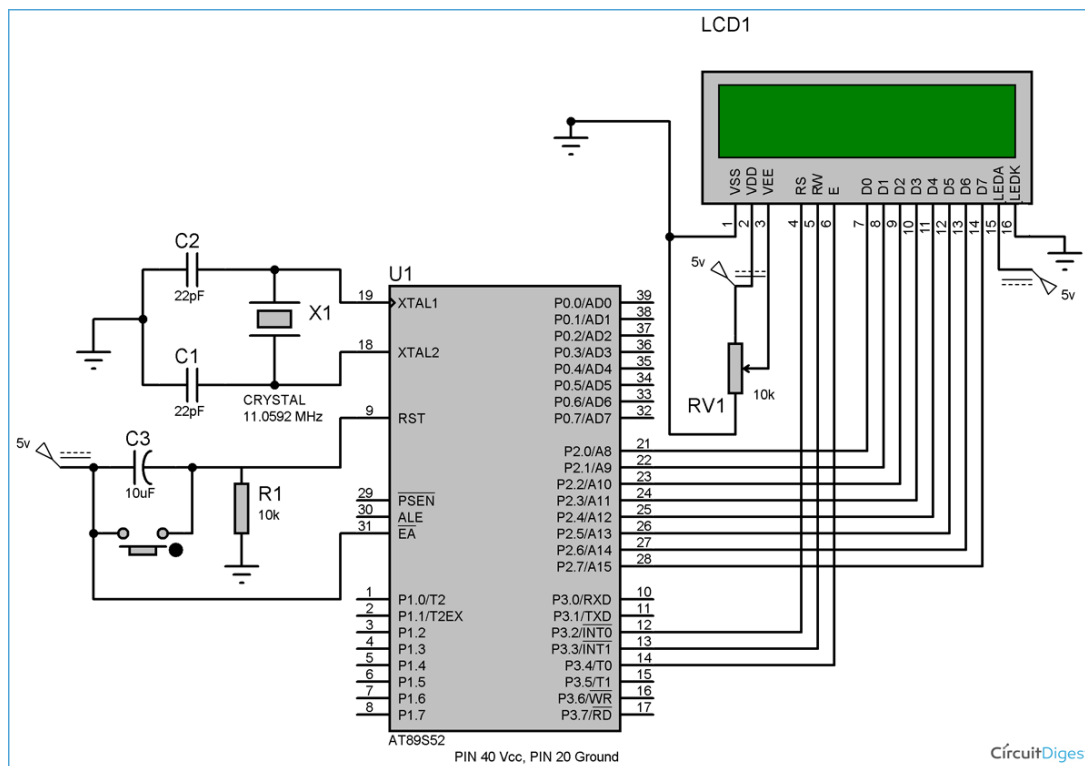 LCD1
VSS
VDD
VEE
RS
RW
E
D0
D1
D2
D3
D4
D5
D6
D7
LEDA
LEDK
1
2
3
4
5
6
7
8
9
10
11
12
13
14
15
16
5v
5v
RV1
10k
C2
22pF
C1
22pF
X1
CRYSTAL
11.0592 MHz
5v
C3
10uF
R1
10k
U1
19 XTAL1
18 XTAL2
9 RST
29 PSEN
30 ALE
31 EA
1 P1.0/T2
2 P1.1/T2EX
3 P1.2
4 P1.3
5 P1.4
6 P1.5
7 P1.6
8 P1.7
P0.0/AD0 39
P0.1/AD1 38
P0.2/AD2 37
P0.3/AD3 36
P0.4/AD4 35
P0.5/AD5 34
P0.6/AD6 33
P0.7/AD7 32
P2.0/A8 21
P2.1/A9 22
P2.2/A10 23
P2.3/A11 24
P2.4/A12 25
P2.5/A13 26
P2.6/A14 27
P2.7/A15 28
P3.0/RXD 10
P3.1/TXD 11
P3.2/INT0 12
P3.3/INT1 13
P3.4/T0 14
P3.5/T1 15
P3.6/WR 16
P3.7/RD 17
AT89S52
PIN 40 Vcc, PIN 20 Ground
CircuitDiges